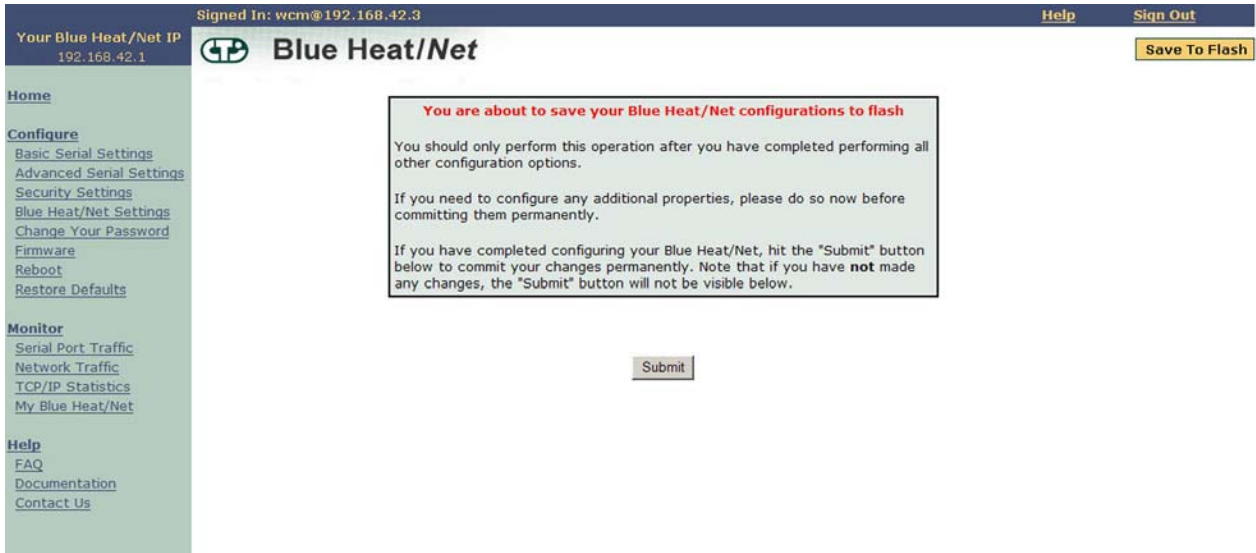 Signed In: wcm@192.168.42.3
Help
Sign Out
Your Blue Heat/Net IP
192.168.42.1
CTP
Blue Heat/Net
Save To Flash
Home
Configure
Basic Serial Settings
Advanced Serial Settings
Security Settings
Blue Heat/Net Settings
Change Your Password
Firmware
Reboot
Restore Defaults
Monitor
Serial Port Traffic
Network Traffic
TCP/IP Statistics
My Blue Heat/Net
Help
FAQ
Documentation
Contact Us
You are about to save your Blue Heat/Net configurations to flash
You should only perform this operation after you have completed performing all
other configuration options.
If you need to configure any additional properties, please do so now before
committing them permanently.
If you have completed configuring your Blue Heat/Net, hit the "Submit" button
below to commit your changes permanently. Note that if you have not made
any changes, the "Submit" button will not be visible below.
Submit